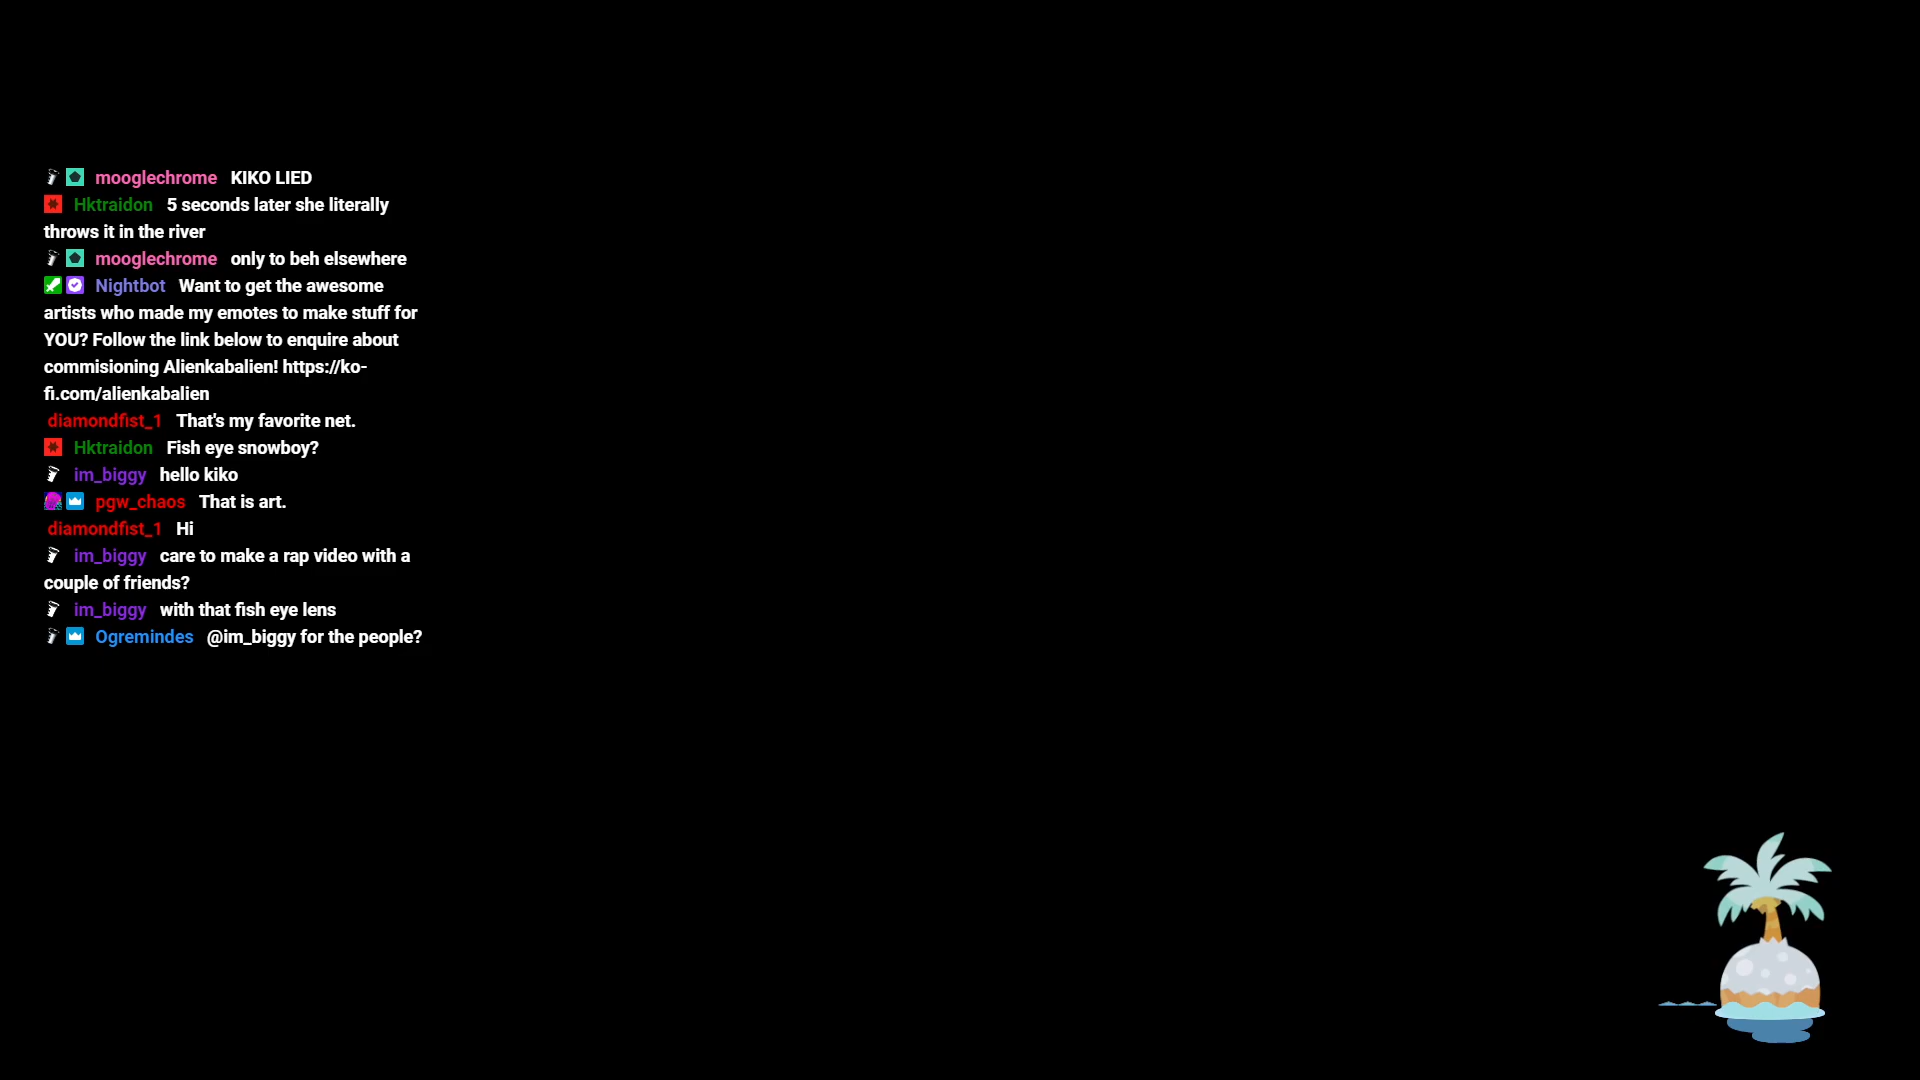 mooglechrome KIKO LIED
Hktraidon 5 seconds later she literally
throws it in the river
mooglechrome only to beh elsewhere
Nightbot Want to get the awesome
artists who made my emotes to make stuff for
YOU? Follow the link below to enquire about
commisioning Alienkabalien! https://ko-
fi.com/alienkabalien
diamondfist_1 That's my favorite net.
Hktraidon Fish eye snowboy?
im_biggy hello kiko
pgw_chaos That is art.
diamondfist_1 Hi
im_biggy care to make a rap video with a
couple of friends?
im_biggy with that fish eye lens
Ogremindes @im_biggy for the people?